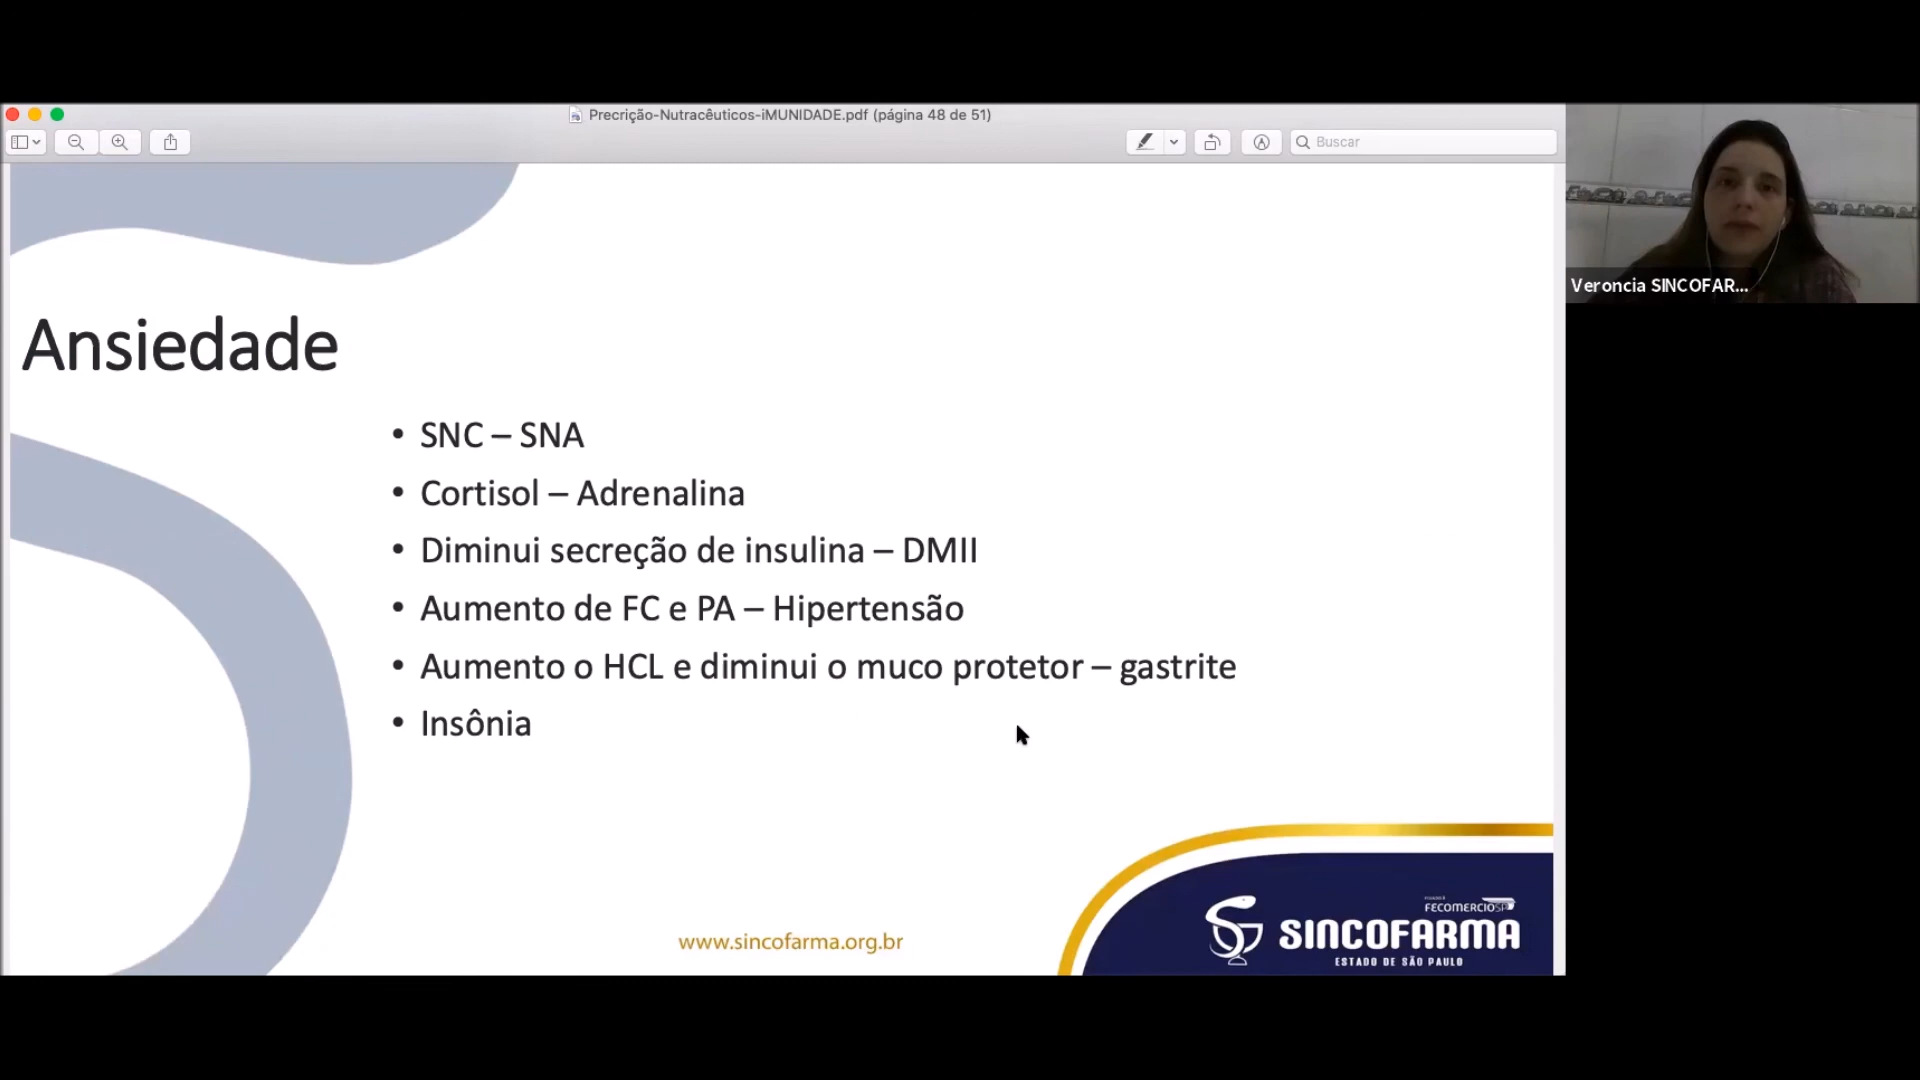 Precrição-Nutracêuticos-iMUNIDADE.pdf (página 48 de 51)
Buscar
Veroncia SINCOFAR...
Ansiedade
• SNC – SNA
• Cortisol – Adrenalina
• Diminui secreção de insulina – DMII
• Aumento de FC e PA – Hipertensão
• Aumento o HCL e diminui o muco protetor – gastrite
• Insônia
www.sincofarma.org.br
FECOMERCIOSP
SINCOFARMA
ESTADO DE SÃO PAULO